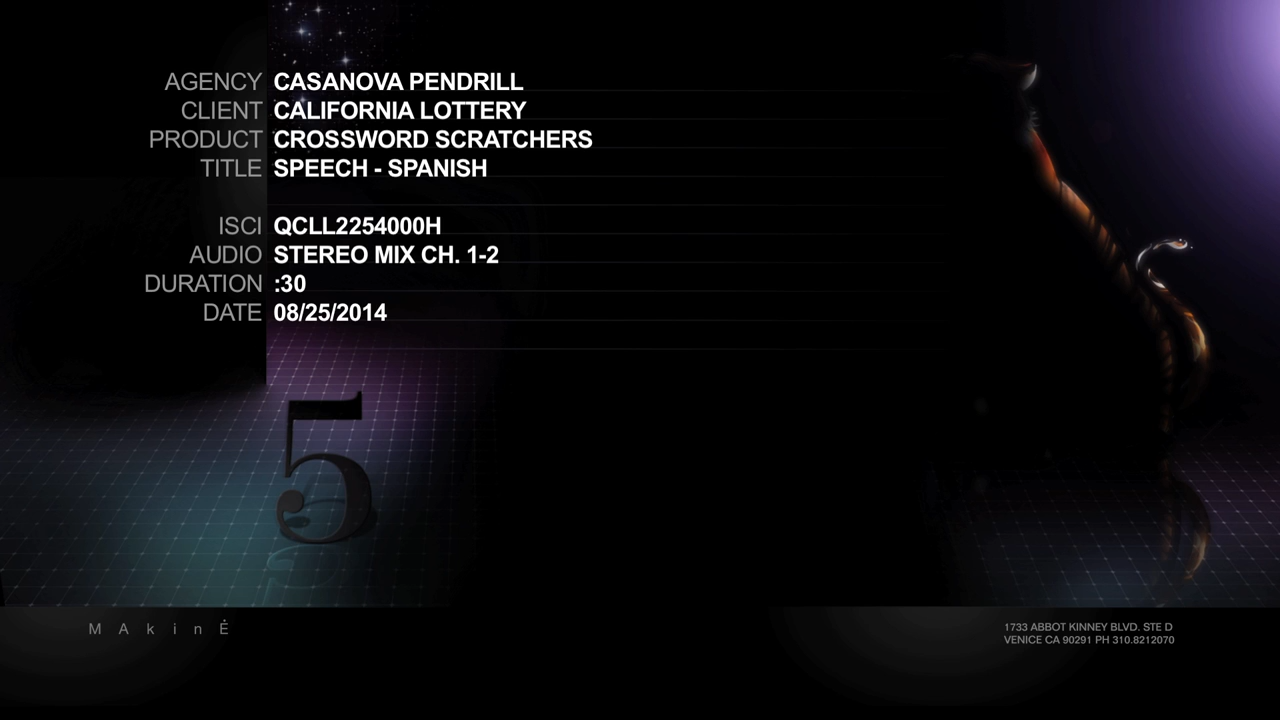 AGENCY CASANOVA PENDRILL
CLIENT CALIFORNIA LOTTERY
PRODUCT CROSSWORD SCRATCHERS
TITLE SPEECH - SPANISH
ISCI QCLL2254000H
AUDIO STEREO MIX CH. 1-2
DURATION :30
DATE 08/25/2014
5
M A k i n Ė
1733 ABBOT KINNEY BLVD. STE D
VENICE CA 90291 PH 310.8212070